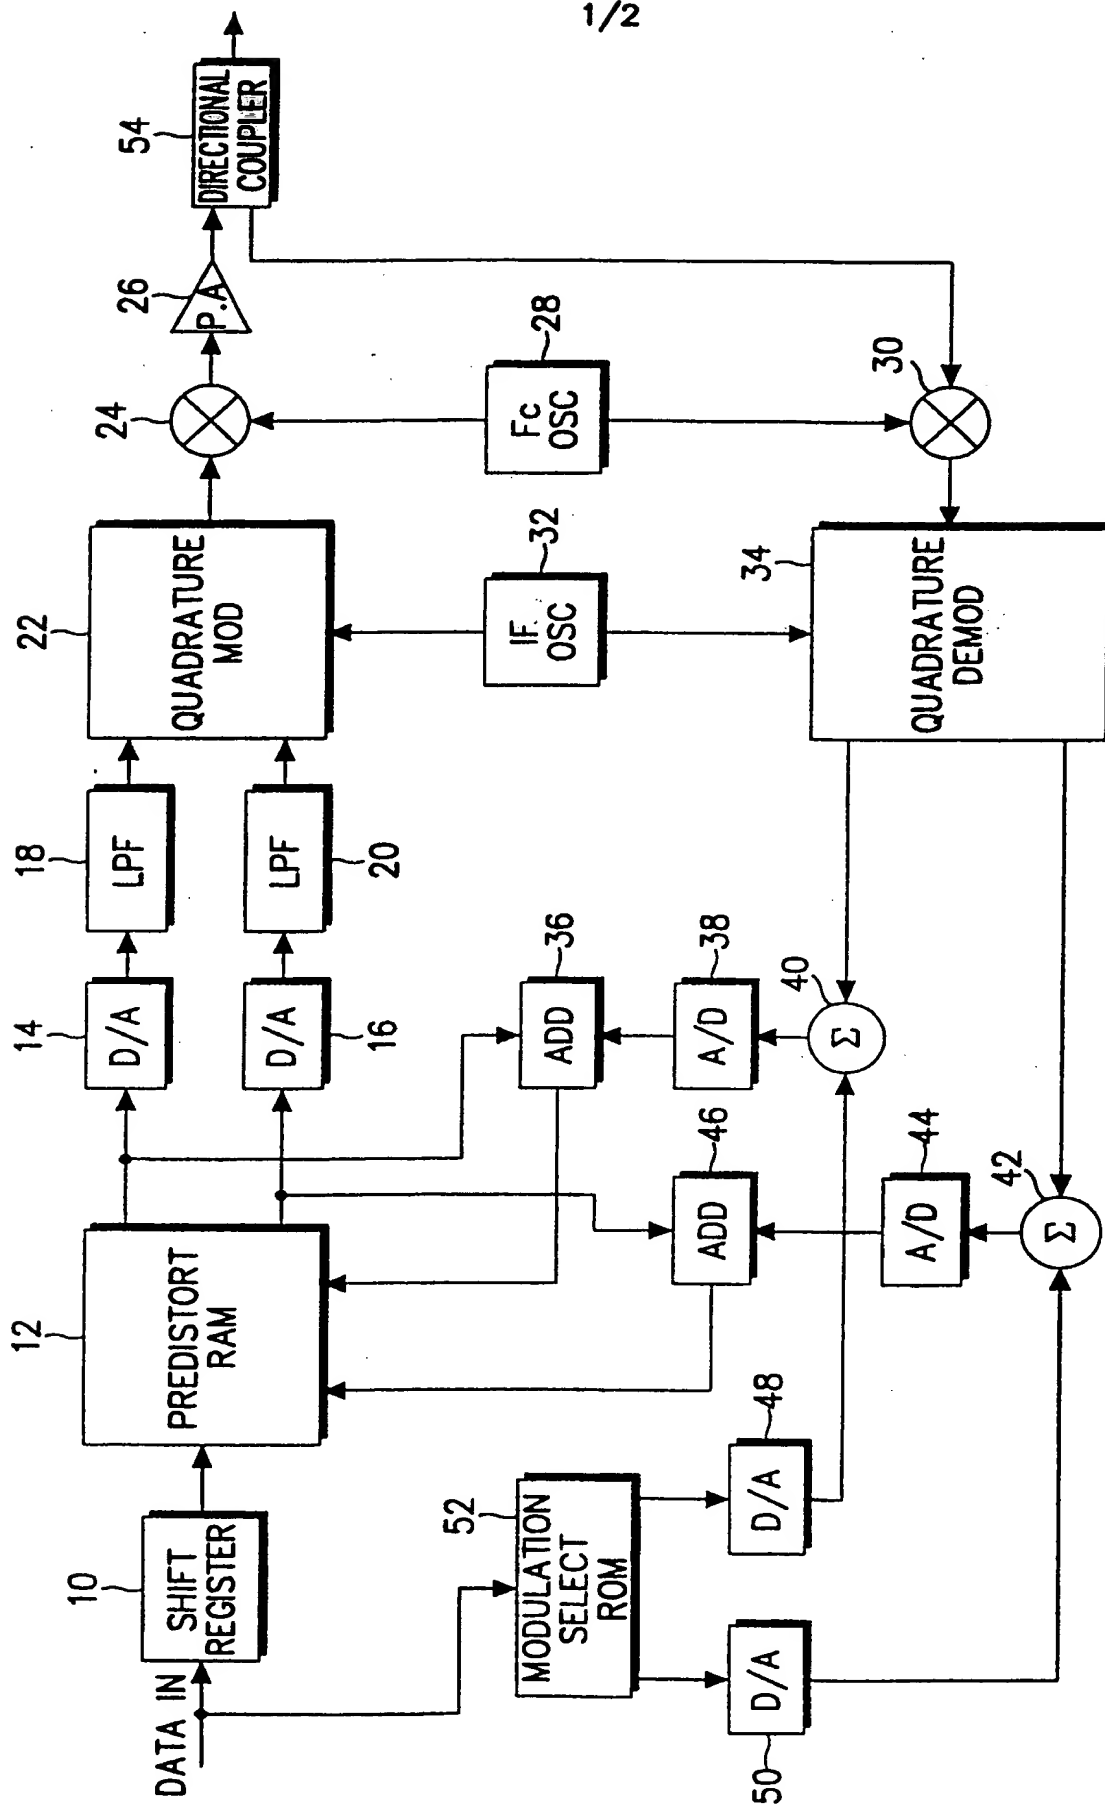 1/2
DATA IN
10
SHIFT
REGISTER
12
PREDISTORT
RAM
14
D/A
D/A
16
18
LPF
LPF
20
22
QUADRATURE
MOD
24
26
P.A
54
DIRECTIONAL
COUPLER
28
Fc
OSC
32
IF
OSC
30
34
QUADRATURE
DEMOD
36
ADD
38
A/D
40
Σ
46
ADD
44
A/D
42
Σ
52
MODULATION
SELECT
ROM
48
D/A
D/A
50